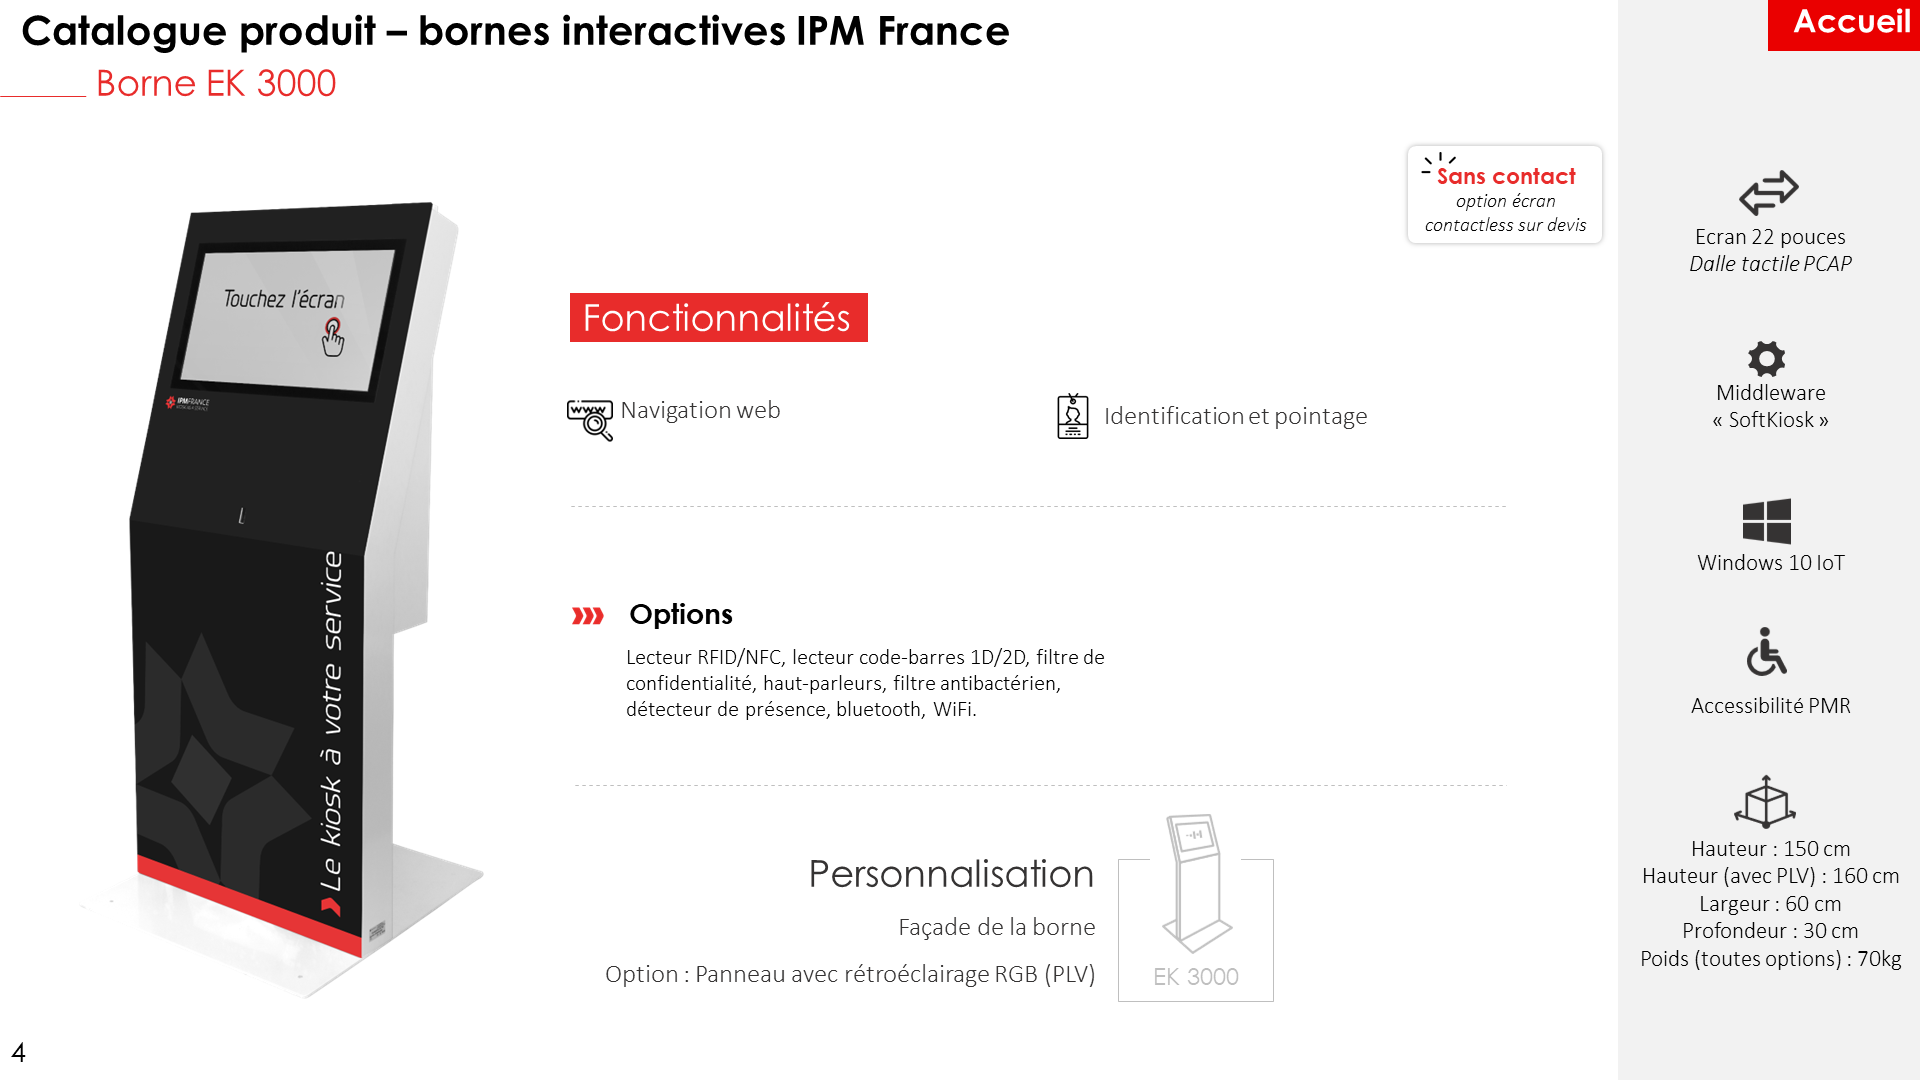 Catalogue produit – bornes interactives IPM France
Accueil
Borne EK 3000
Sans contact
option écran
contactless sur devis
Touchez l'écran
IPMFRANCE
Le kiosk à votre service
Fonctionnalités
www
Navigation web
Identification et pointage
Options
Lecteur RFID/NFC, lecteur code-barres 1D/2D, filtre de
confidentialité, haut-parleurs, filtre antibactérien,
détecteur de présence, bluetooth, WiFi.
Personnalisation
Façade de la borne
Option : Panneau avec rétroéclairage RGB (PLV)
EK 3000
Ecran 22 pouces
Dalle tactile PCAP
Middleware
« SoftKiosk »
Windows 10 IoT
Accessibilité PMR
Hauteur : 150 cm
Hauteur (avec PLV) : 160 cm
Largeur : 60 cm
Profondeur : 30 cm
Poids (toutes options) : 70kg
4